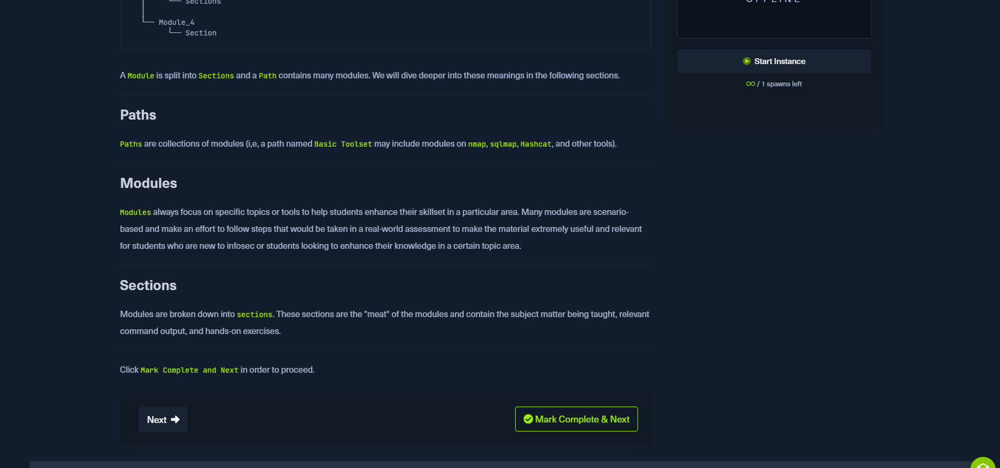 Sections
Module_4
Section
A Module is split into Sections and a Path contains many modules. We will dive deeper into these meanings in the following sections.
Paths
Paths are collections of modules (i,e, a path named Basic Toolset may include modules on nmap, sqlmap, Hashcat, and other tools).
Modules
Modules always focus on specific topics or tools to help students enhance their skillset in a particular area. Many modules are scenario-
based and make an effort to follow steps that would be taken in a real-world assessment to make the material extremely useful and relevant
for students who are new to infosec or students looking to enhance their knowledge in a certain topic area.
Sections
Modules are broken down into sections. These sections are the "meat" of the modules and contain the subject matter being taught, relevant
command output, and hands-on exercises.
Click Mark Complete and Next in order to proceed.
Next
Mark Complete & Next
OFFLINE
Start Instance
∞ / 1 spawns left